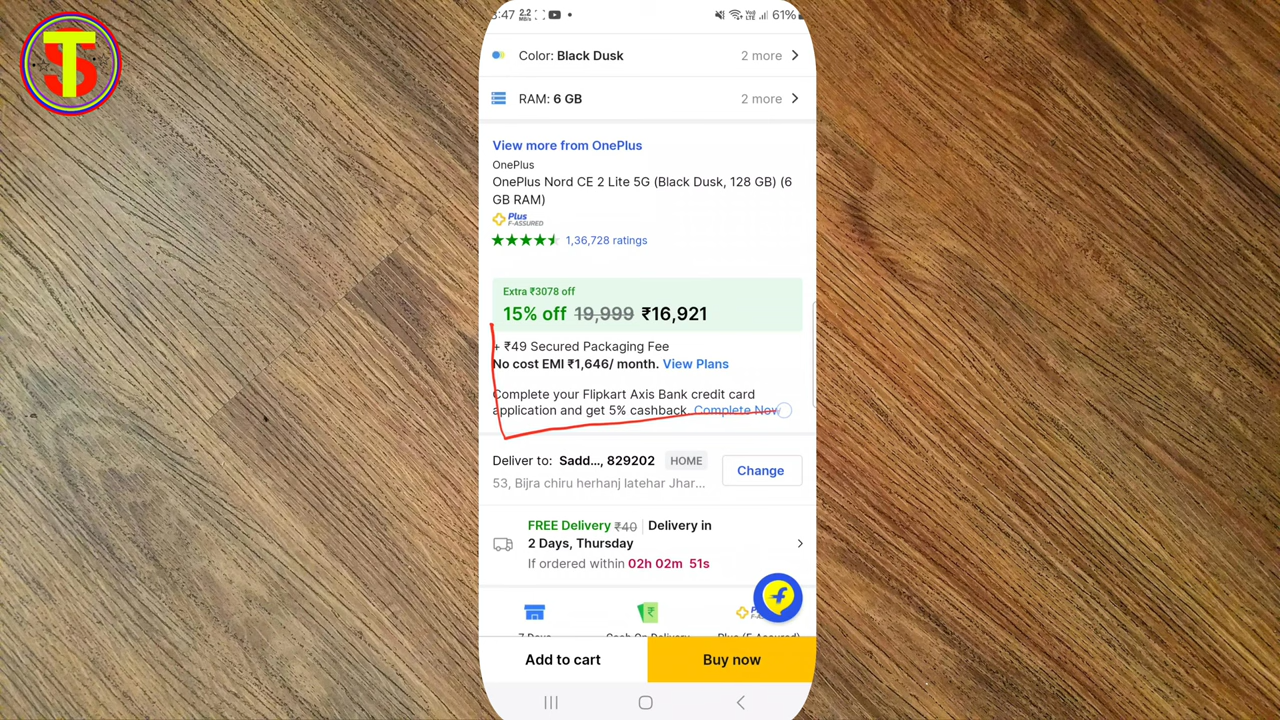 TS
3:47 2.2 MB/s 61%
Color: Black Dusk 2 more
RAM: 6 GB 2 more
View more from OnePlus
OnePlus
OnePlus Nord CE 2 Lite 5G (Black Dusk, 128 GB) (6
GB RAM)
Plus
F-ASSURED
1,36,728 ratings
Extra ₹3078 off
15% off 19,999 ₹16,921
+ ₹49 Secured Packaging Fee
No cost EMI ₹1,646/ month. View Plans
Complete your Flipkart Axis Bank credit card
application and get 5% cashback Complete Now
Deliver to: Sadd..., 829202 HOME Change
53, Bijra chiru herhanj latehar Jhar...
FREE Delivery ₹40 Delivery in
2 Days, Thursday
If ordered within 02h 02m 51s
7 Days Cash On Delivery Plus (F-Assured)
Add to cart Buy now